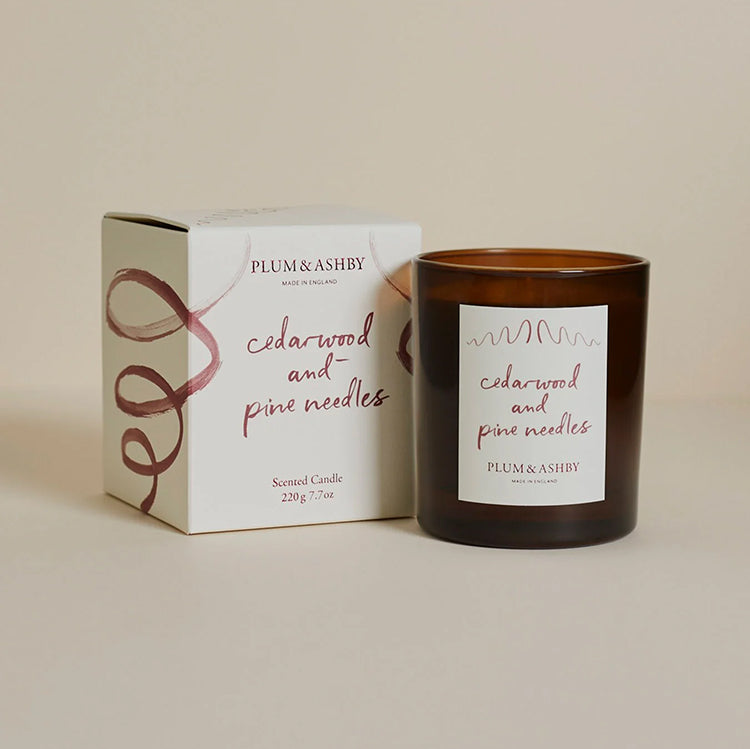 PLUM & ASHBY
MADE IN ENGLAND
cedarwood
and
pine needles
Scented Candle
220 g 7.7oz
cedarwood
and
pine needles
PLUM & ASHBY
MADE IN ENGLAND